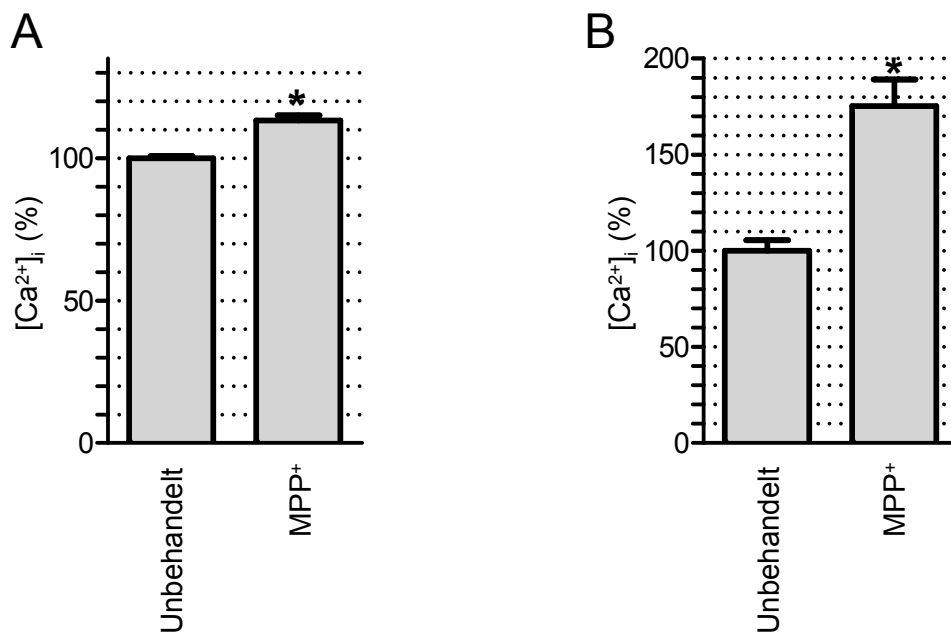 A
[Ca²⁺]ᵢ (%)
100
50
0
*
Unbehandelt
MPP⁺
B
[Ca²⁺]ᵢ (%)
200
150
100
50
0
*
Unbehandelt
MPP⁺